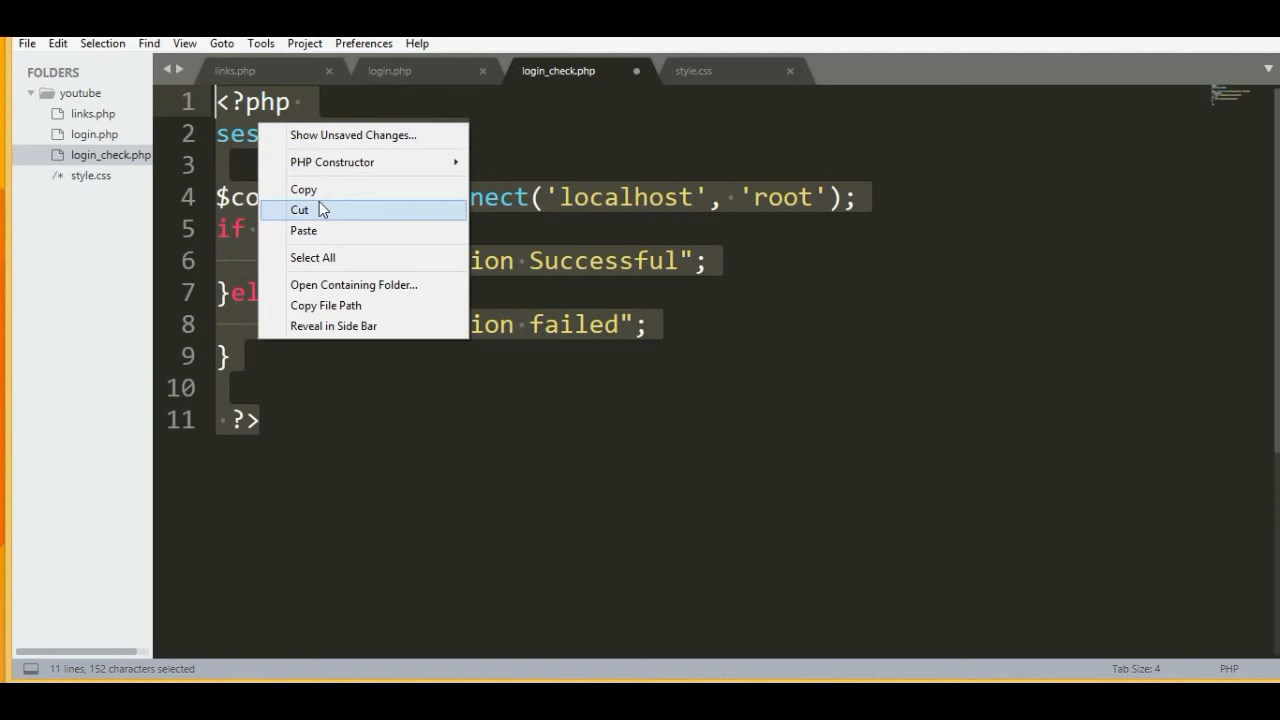 File Edit Selection Find View Goto Tools Project Preferences Help
FOLDERS
youtube
links.php
login.php
login_check.php
/* style.css
links.php × login.php × login_check.php style.css ×
1 <?php
2 ses
3
4 $co nect('localhost', 'root');
5 if
6 ion Successful";
7 }el
8 ion failed";
9 }
10
11 ?>
Show Unsaved Changes...
PHP Constructor
Copy
Cut
Paste
Select All
Open Containing Folder...
Copy File Path
Reveal in Side Bar
11 lines, 152 characters selected Tab Size: 4 PHP